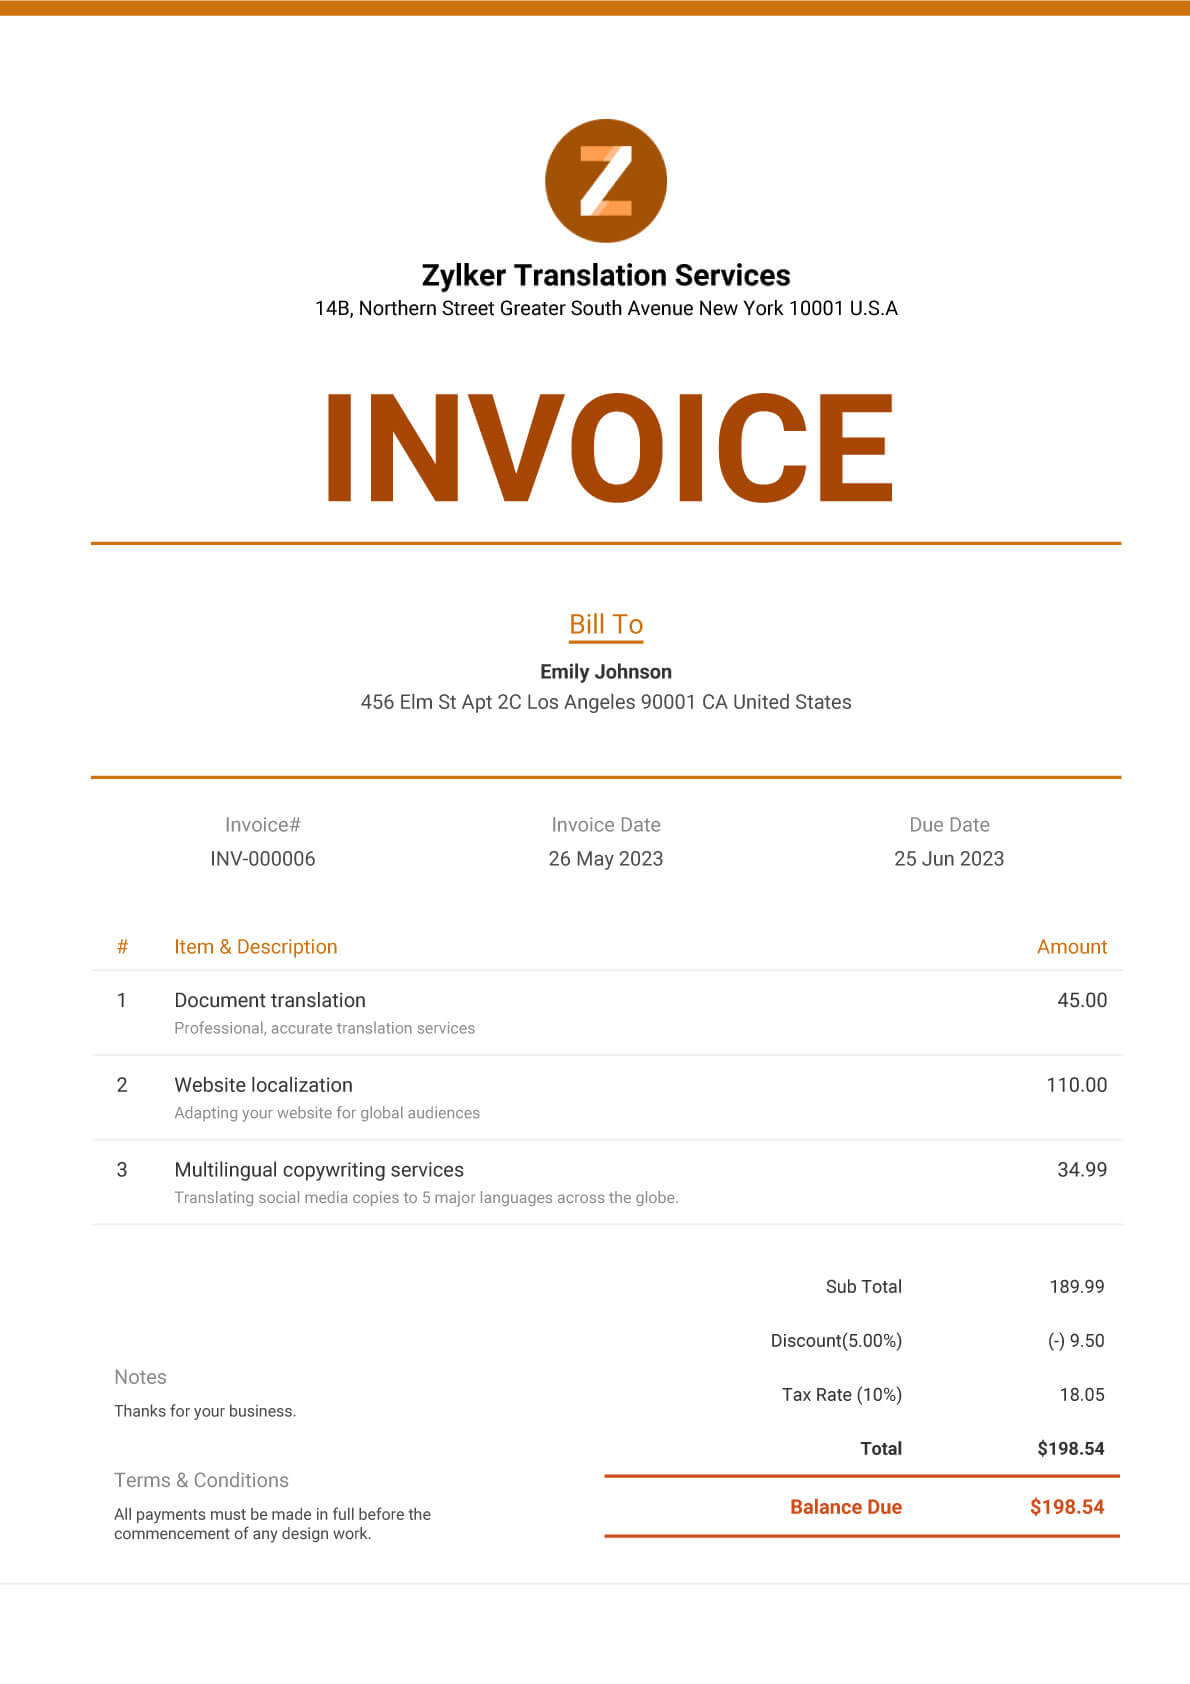 Z
Zylker Translation Services
14B, Northern Street Greater South Avenue New York 10001 U.S.A
INVOICE
Bill To
Emily Johnson
456 Elm St Apt 2C Los Angeles 90001 CA United States
Invoice# Invoice Date Due Date
INV-000006 26 May 2023 25 Jun 2023
# Item & Description Amount
1 Document translation 45.00
Professional, accurate translation services
2 Website localization 110.00
Adapting your website for global audiences
3 Multilingual copywriting services 34.99
Translating social media copies to 5 major languages across the globe.
Sub Total 189.99
Discount(5.00%) (-) 9.50
Tax Rate (10%) 18.05
Total $198.54
Balance Due $198.54
Notes
Thanks for your business.
Terms & Conditions
All payments must be made in full before the
commencement of any design work.